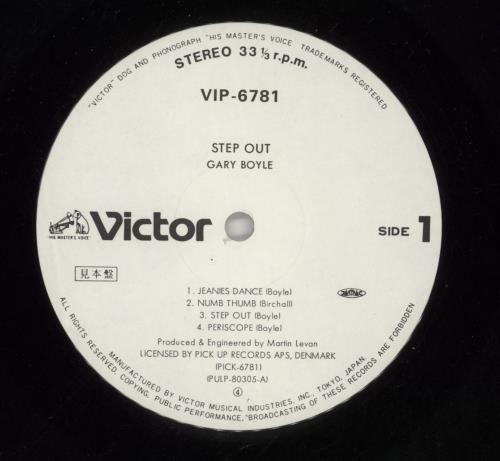 "VICTOR" DOG AND PHONOGRAPH "HIS MASTER'S VOICE" TRADEMARKS REGISTERED
STEREO 33 1/3 r.p.m.
VIP-6781
STEP OUT
GARY BOYLE
"HIS MASTER'S VOICE"
Victor
SIDE 1
見本盤
1. JEANIES DANCE (Boyle)
2. NUMB THUMB (Birchall)
3. STEP OUT (Boyle)
4. PERISCOPE (Boyle)
Produced & Engineered by Martin Levan
LICENSED BY PICK UP RECORDS APS, DENMARK
(PICK-6781)
(PULP-80305-A)
4
ALL RIGHTS RESERVED. COPYING, PUBLIC PERFORMANCE, "BROADCASTING OF THESE RECORDS ARE FORBIDDEN
MANUFACTURED BY VICTOR MUSICAL INDUSTRIES, INC., TOKYO, JAPAN.